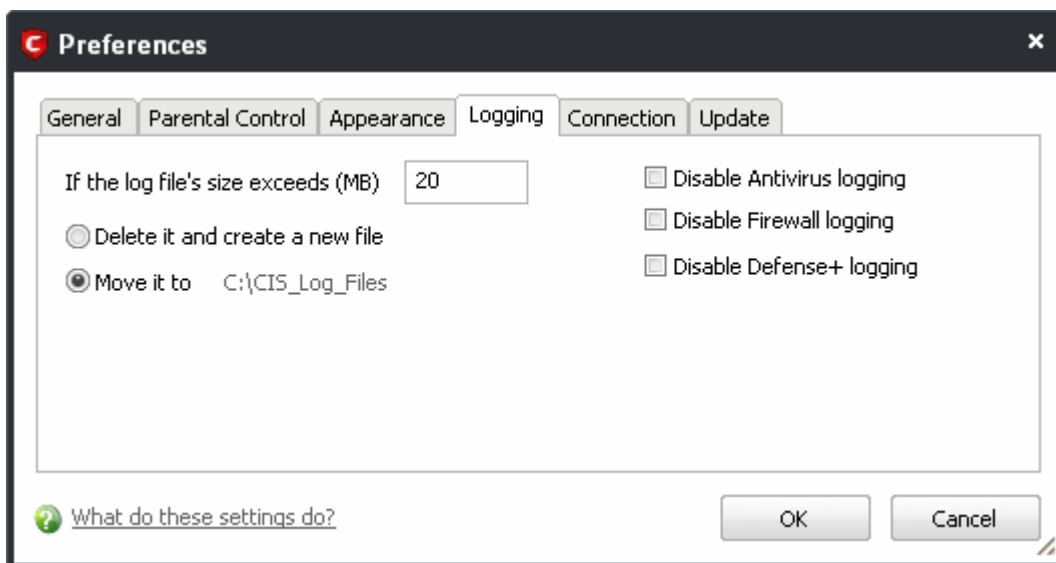 Preferences
General Parental Control Appearance Logging Connection Update
If the log file's size exceeds (MB) 20
Delete it and create a new file
Move it to C:\CIS_Log_Files
Disable Antivirus logging
Disable Firewall logging
Disable Defense+ logging
What do these settings do?
OK Cancel